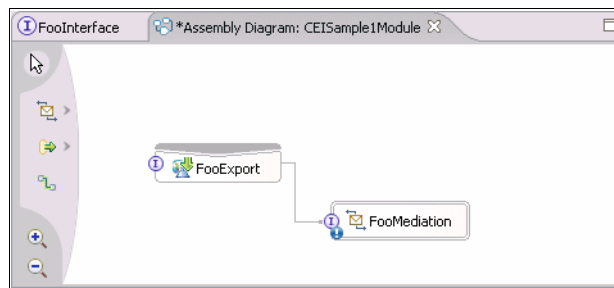 FooInterface
*Assembly Diagram: CEISample1Module
FooExport
FooMediation